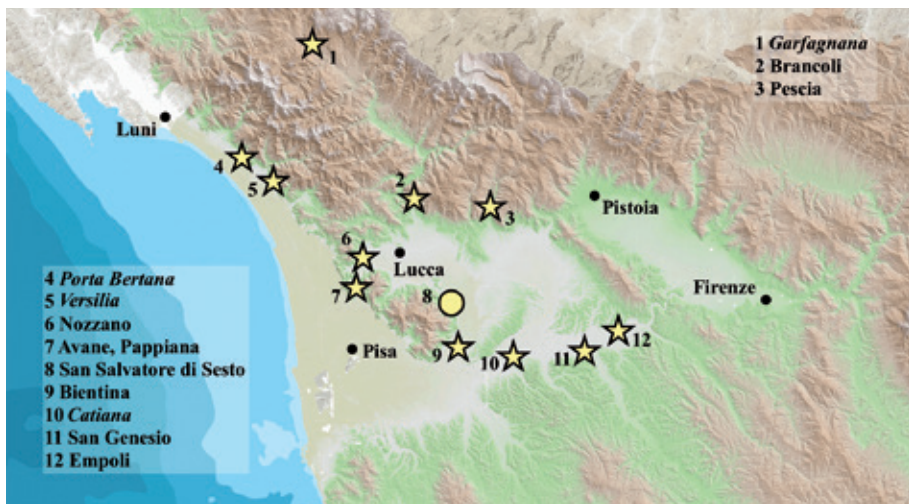 1 Garfagnana
2 Brancoli
3 Pescia
1
Luni
4
5
2
3
Pistoia
6
Lucca
7
8
Firenze
Pisa
9
10
11
12
4 Porta Bertana
5 Versilia
6 Nozzano
7 Avane, Pappiana
8 San Salvatore di Sesto
9 Bientina
10 Catiana
11 San Genesio
12 Empoli